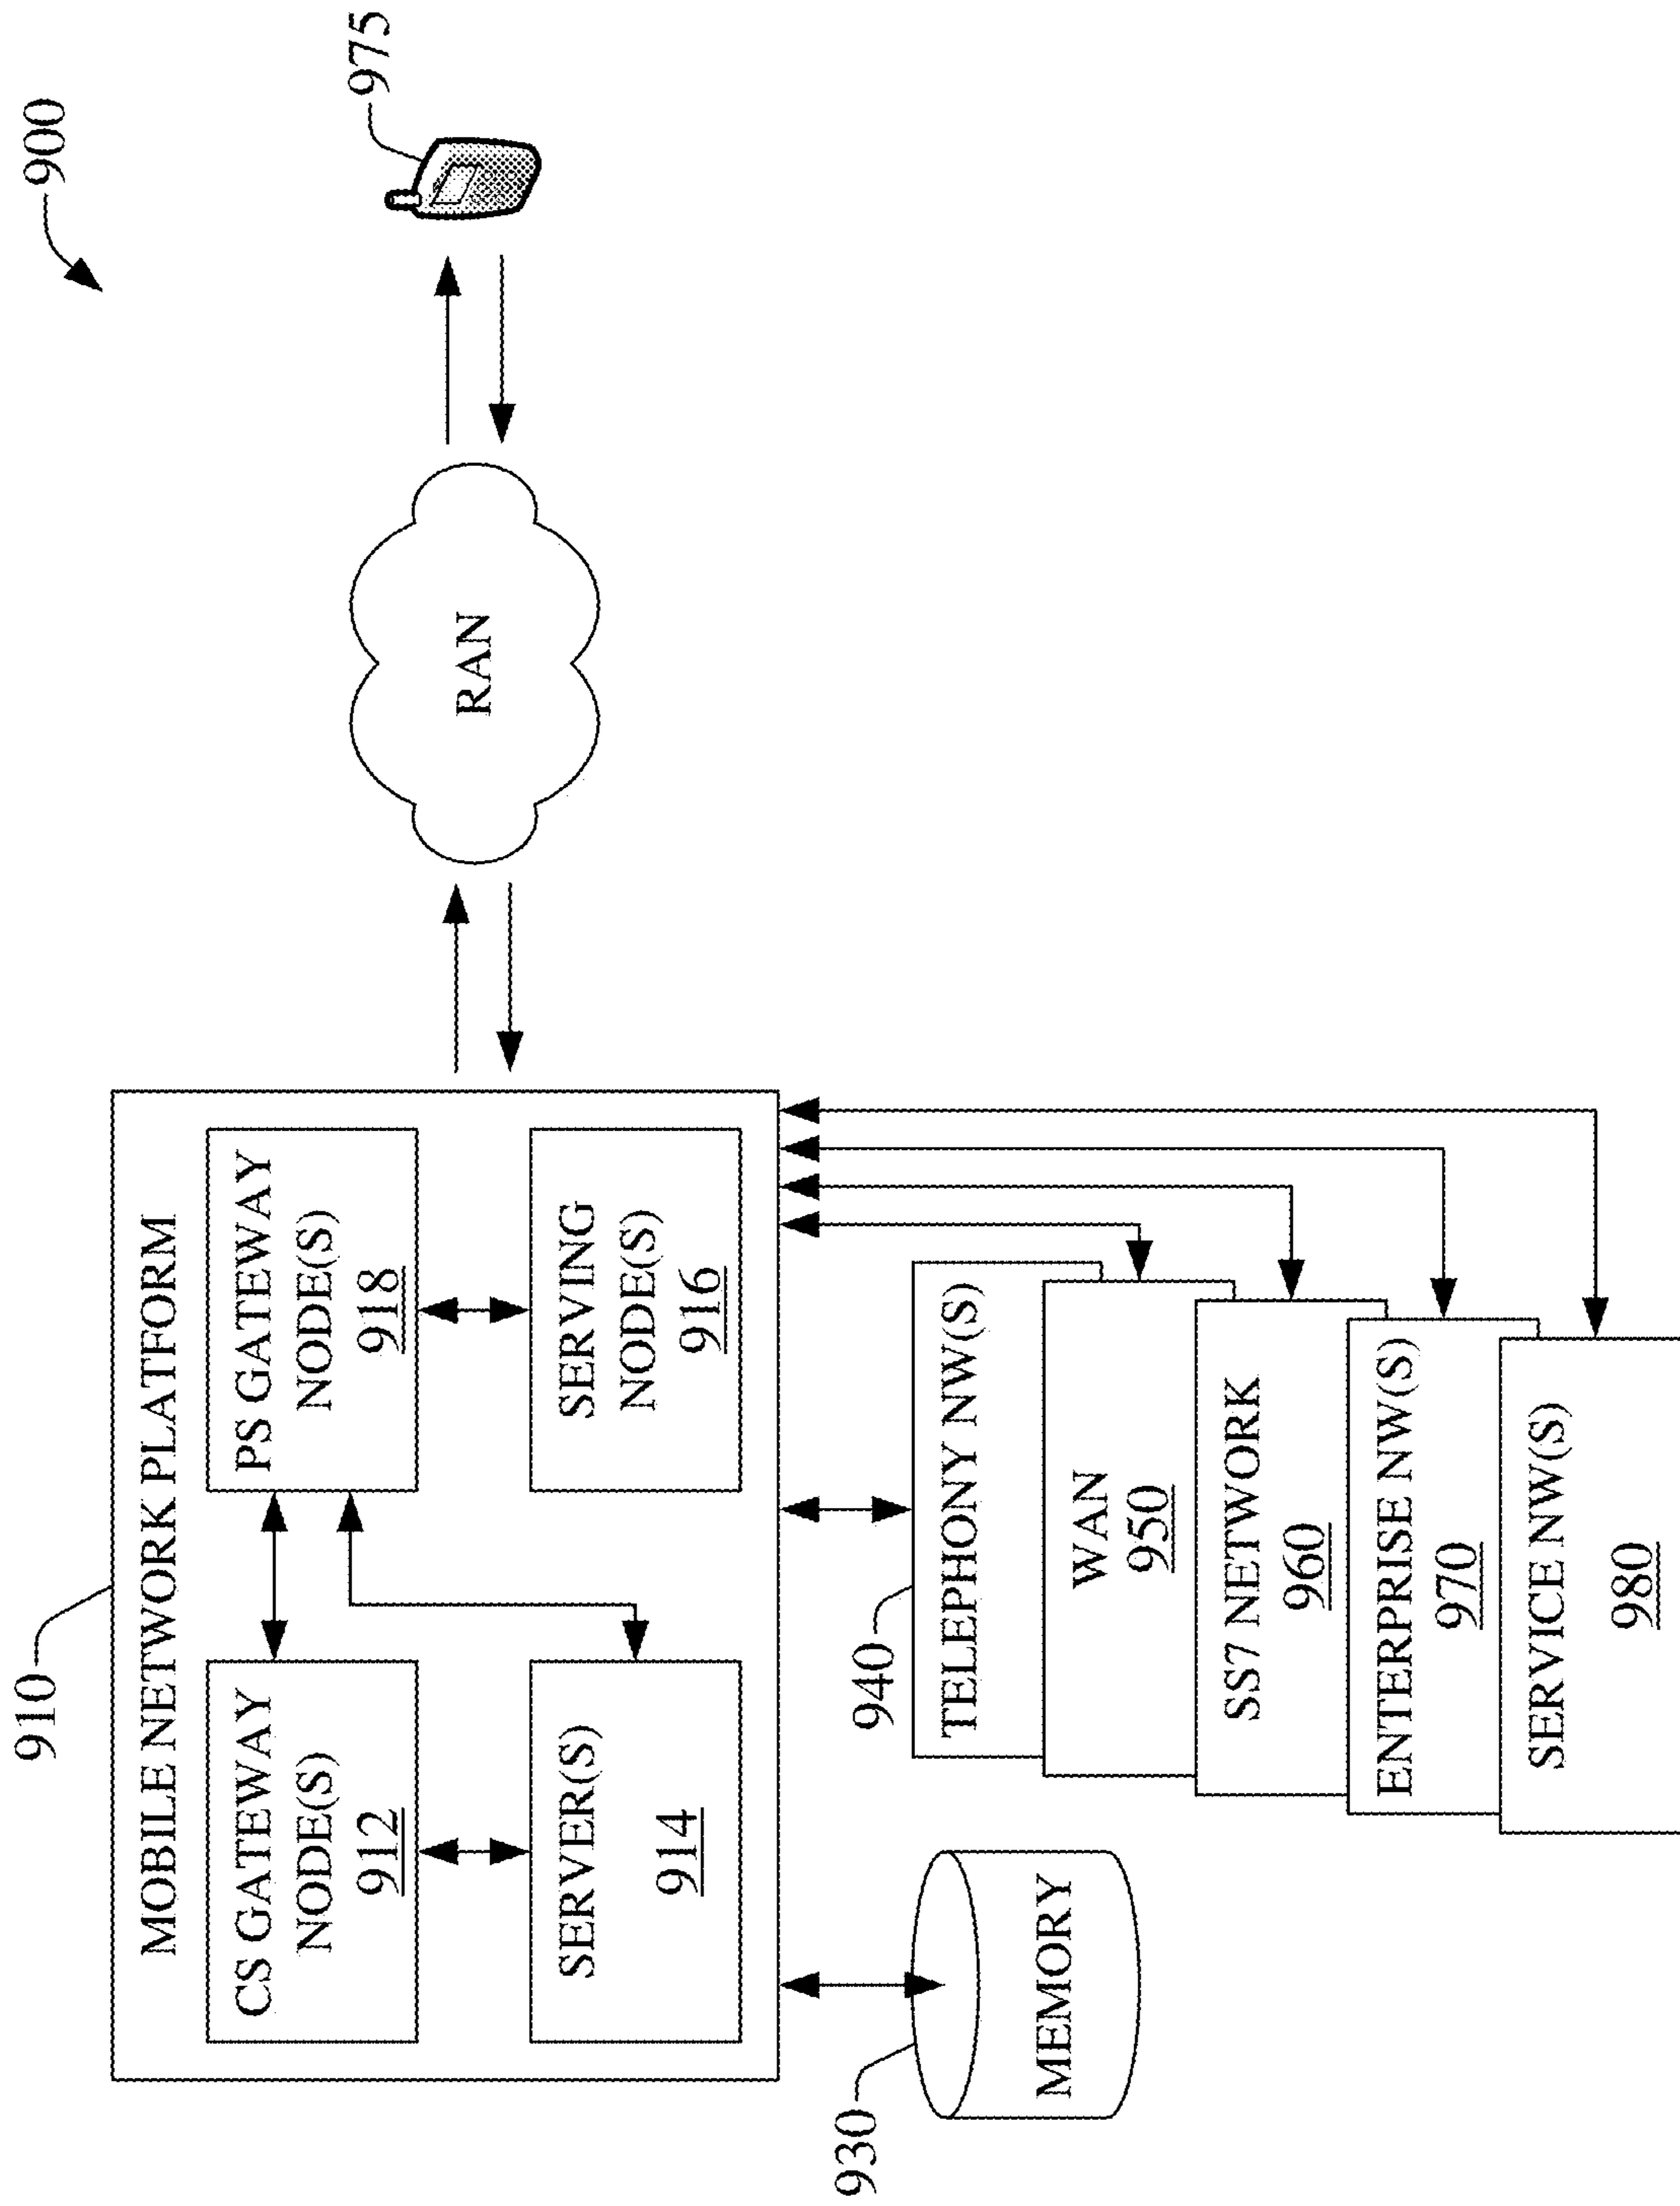 900
910
MOBILE NETWORK PLATFORM
CS GATEWAY
NODE(S)
912
PS GATEWAY
NODE(S)
918
SERVER(S)
914
SERVING
NODE(S)
916
RAN
975
930
MEMORY
940
TELEPHONY NW(S)
WAN
950
SS7 NETWORK
960
ENTERPRISE NW(S)
970
SERVICE NW(S)
980